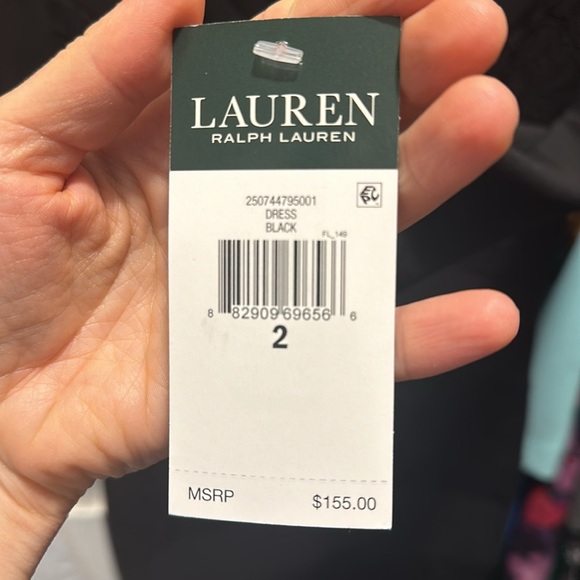 LAUREN
RALPH LAUREN
250744795001
DRESS
BLACK
FL_149
8 82909 69656 6
2
MSRP $155.00